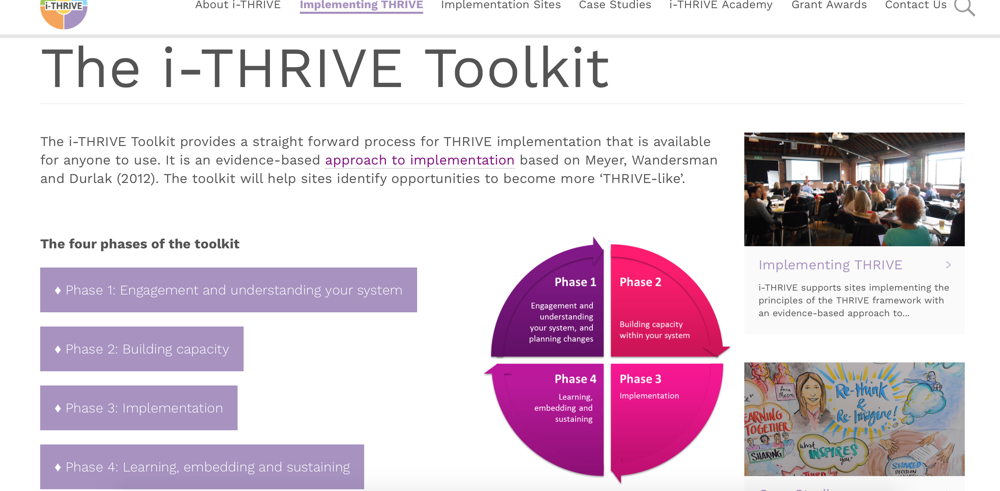 i-THRIVE
About i-THRIVE
Implementing THRIVE
Implementation Sites
Case Studies
i-THRIVE Academy
Grant Awards
Contact Us
The i-THRIVE Toolkit
The i-THRIVE Toolkit provides a straight forward process for THRIVE implementation that is available
for anyone to use. It is an evidence-based approach to implementation based on Meyer, Wandersman
and Durlak (2012). The toolkit will help sites identify opportunities to become more ‘THRIVE-like’.
The four phases of the toolkit
♦ Phase 1: Engagement and understanding your system
♦ Phase 2: Building capacity
♦ Phase 3: Implementation
♦ Phase 4: Learning, embedding and sustaining
Phase 1
Engagement and
understanding
your system, and
planning changes
Phase 2
Building capacity
within your system
Phase 4
Learning,
embedding and
sustaining
Phase 3
Implementation
Implementing THRIVE >
i-THRIVE supports sites implementing the
principles of the THRIVE framework with
an evidence-based approach to...
Anna
Moore
Re-think
&
Re-Imagine!
EARNING
TOGETHER
SHARING
What
INSPIRES
you?
SHARED
DECISION
THIRD